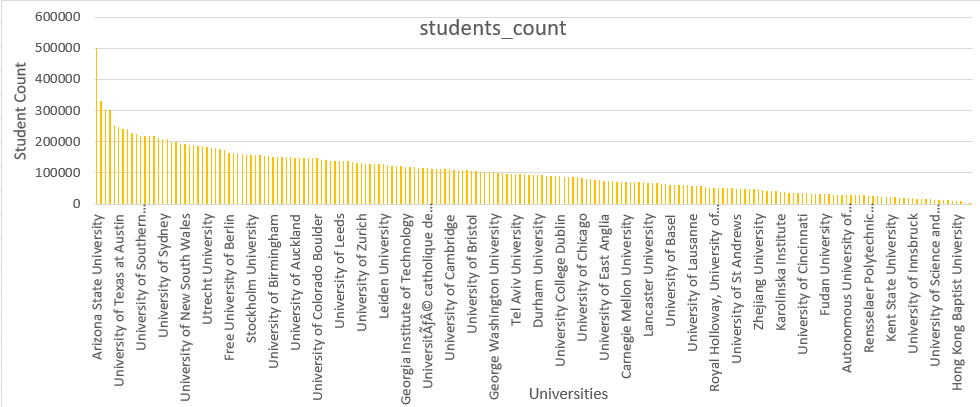 students_count
600000
500000
400000
300000
200000
100000
0
Student Count
Arizona State University
University of Texas at Austin
University of Southern...
University of Sydney
University of New South Wales
Utrecht University
Free University of Berlin
Stockholm University
University of Birmingham
University of Auckland
University of Colorado Boulder
University of Leeds
University of Zurich
Leiden University
Georgia Institute of Technology
UniversitÃƒÂ© catholique de...
University of Cambridge
University of Bristol
George Washington University
Tel Aviv University
Durham University
University College Dublin
University of Chicago
University of East Anglia
Carnegie Mellon University
Lancaster University
University of Basel
University of Lausanne
Royal Holloway, University of...
University of St Andrews
Zhejiang University
Karolinska Institute
University of Cincinnati
Fudan University
Autonomous University of...
Rensselaer Polytechnic...
Kent State University
University of Innsbruck
University of Science and...
Hong Kong Baptist University
Universities